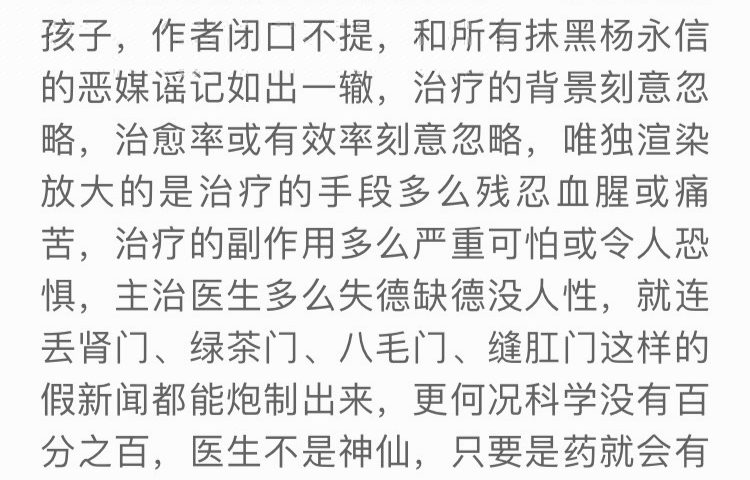 孩子，作者闭口不提，和所有抹黑杨永信
的恶媒谣记如出一辙，治疗的背景刻意忽
略，治愈率或有效率刻意忽略，唯独渲染
放大的是治疗的手段多么残忍血腥或痛
苦，治疗的副作用多么严重可怕或令人恐
惧，主治医生多么失德缺德没人性，就连
丢肾门、绿茶门、八毛门、缝肛门这样的
假新闻都能炮制出来，更何况科学没有百
分之百，医生不是神仙，只要是药就会有